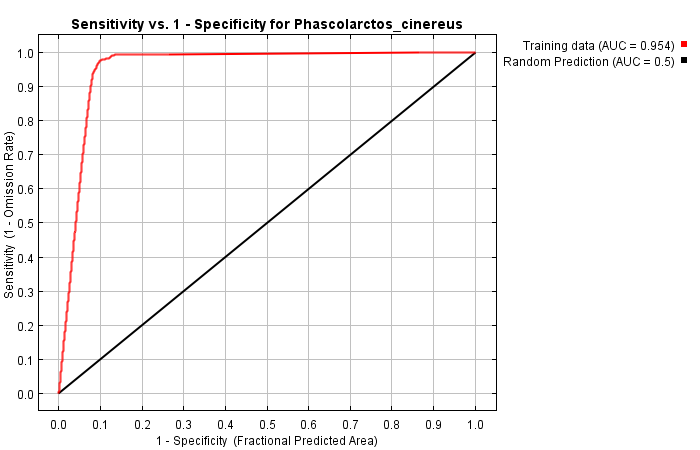 Sensitivity vs. 1 - Specificity for Phascolarctos_cinereus
Training data (AUC = 0.954)
Random Prediction (AUC = 0.5)
Sensitivity (1 - Omission Rate)
1.0
0.9
0.8
0.7
0.6
0.5
0.4
0.3
0.2
0.1
0.0
0.0 0.1 0.2 0.3 0.4 0.5 0.6 0.7 0.8 0.9 1.0
1 - Specificity (Fractional Predicted Area)